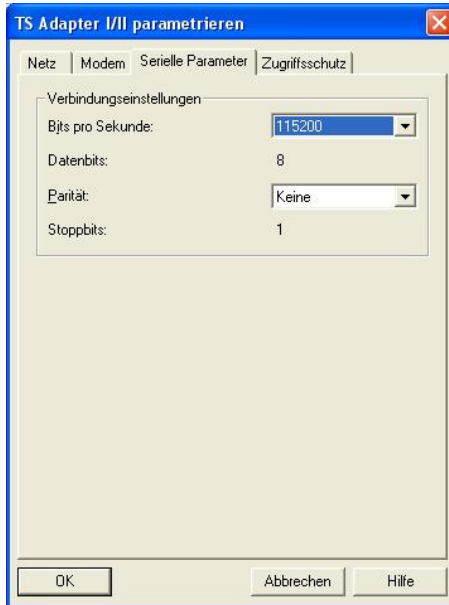 TS Adapter I/II parametrieren
Netz Modem Serielle Parameter Zugriffsschutz
Verbindungseinstellungen
Bits pro Sekunde: 115200
Datenbits: 8
Parität: Keine
Stoppbits: 1
OK Abbrechen Hilfe